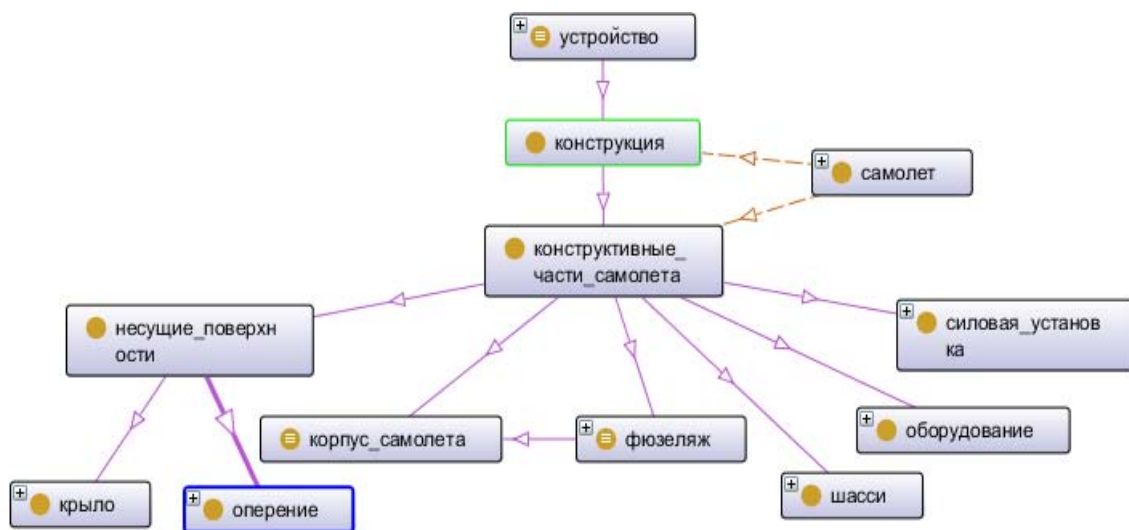 устройство
конструкция
самолет
конструктивные_
части_самолета
несущие_поверхн
ости
силовая_установ
ка
корпус_самолета
фюзеляж
оборудование
крыло
оперение
шасси